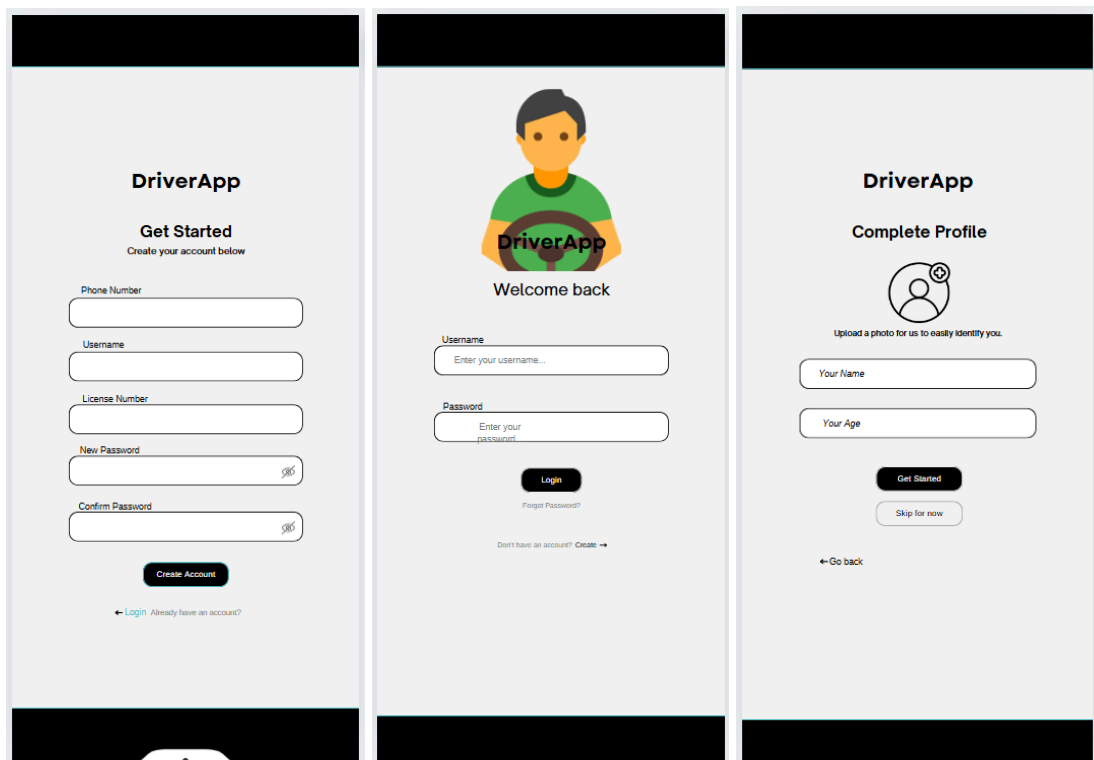 DriverApp
Get Started
Create your account below
Phone Number
Username
License Number
New Password
Confirm Password
Create Account
← Login Already have an account?
DriverApp
Welcome back
Username
Enter your username...
Password
Enter your
password
Login
Forgot Password?
Don't have an account? Create →
DriverApp
Complete Profile
Upload a photo for us to easily identify you.
Your Name
Your Age
Get Started
Skip for now
← Go back